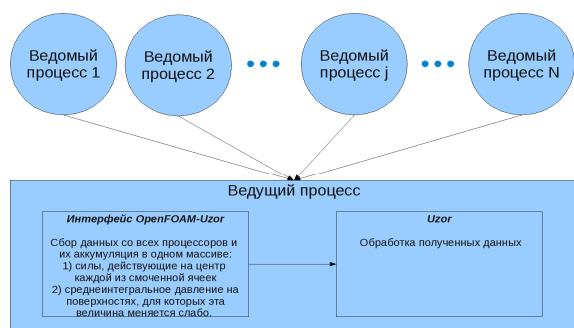 Ведомый
процесс 1
Ведомый
процесс 2
Ведомый
процесс j
Ведомый
процесс N
Ведущий процесс
Интерфейс OpenFOAM-Uzor
Сбор данных со всех процессоров и
их аккумуляция в одном массиве:
1) силы, действующие на центр
каждой из смоченной ячеек
2) среднеинтегральное давление на
поверхностях, для которых эта
величина меняется слабо.
Uzor
Обработка полученных данных